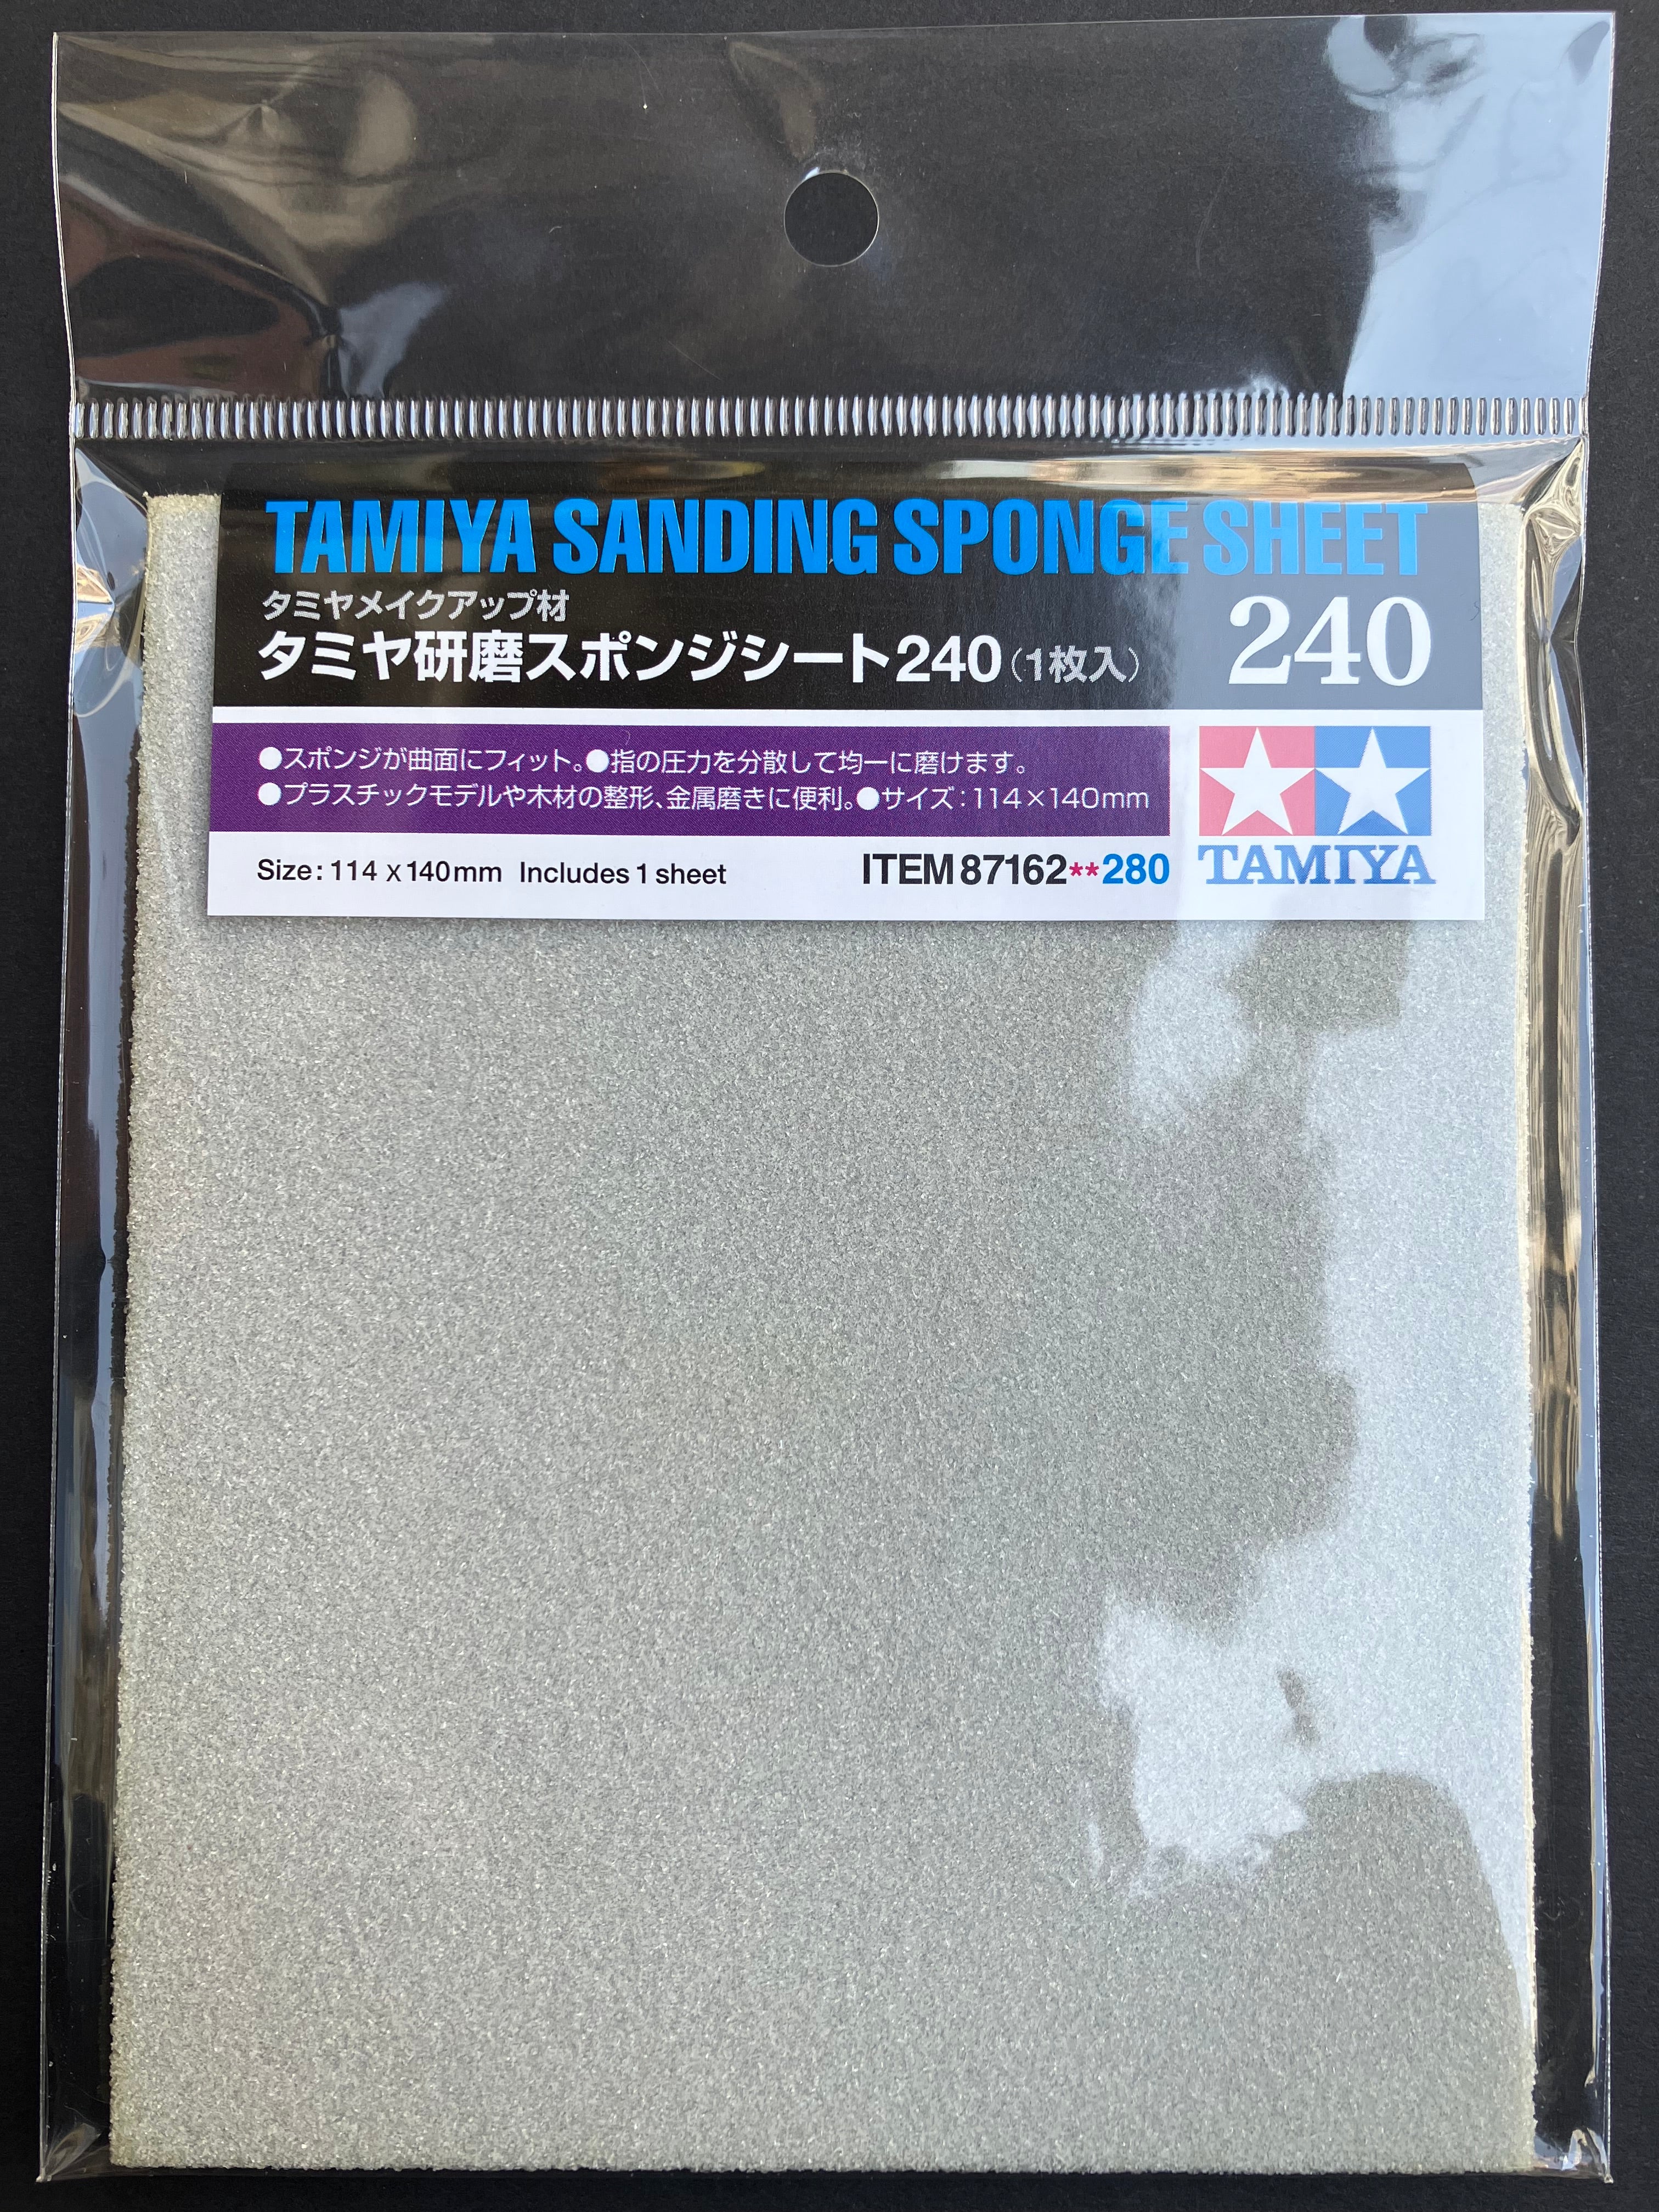 TAMIYA SANDING SPONGE SHEET
タミヤメイクアップ材
タミヤ研磨スポンジシート240(1枚入)
240
●スポンジが曲面にフィット。●指の圧力を分散して均一に磨けます。
●プラスチックモデルや木材の整形、金属磨きに便利。●サイズ:114×140mm
Size: 114 x 140mm Includes 1 sheet
ITEM 87162**280
TAMIYA